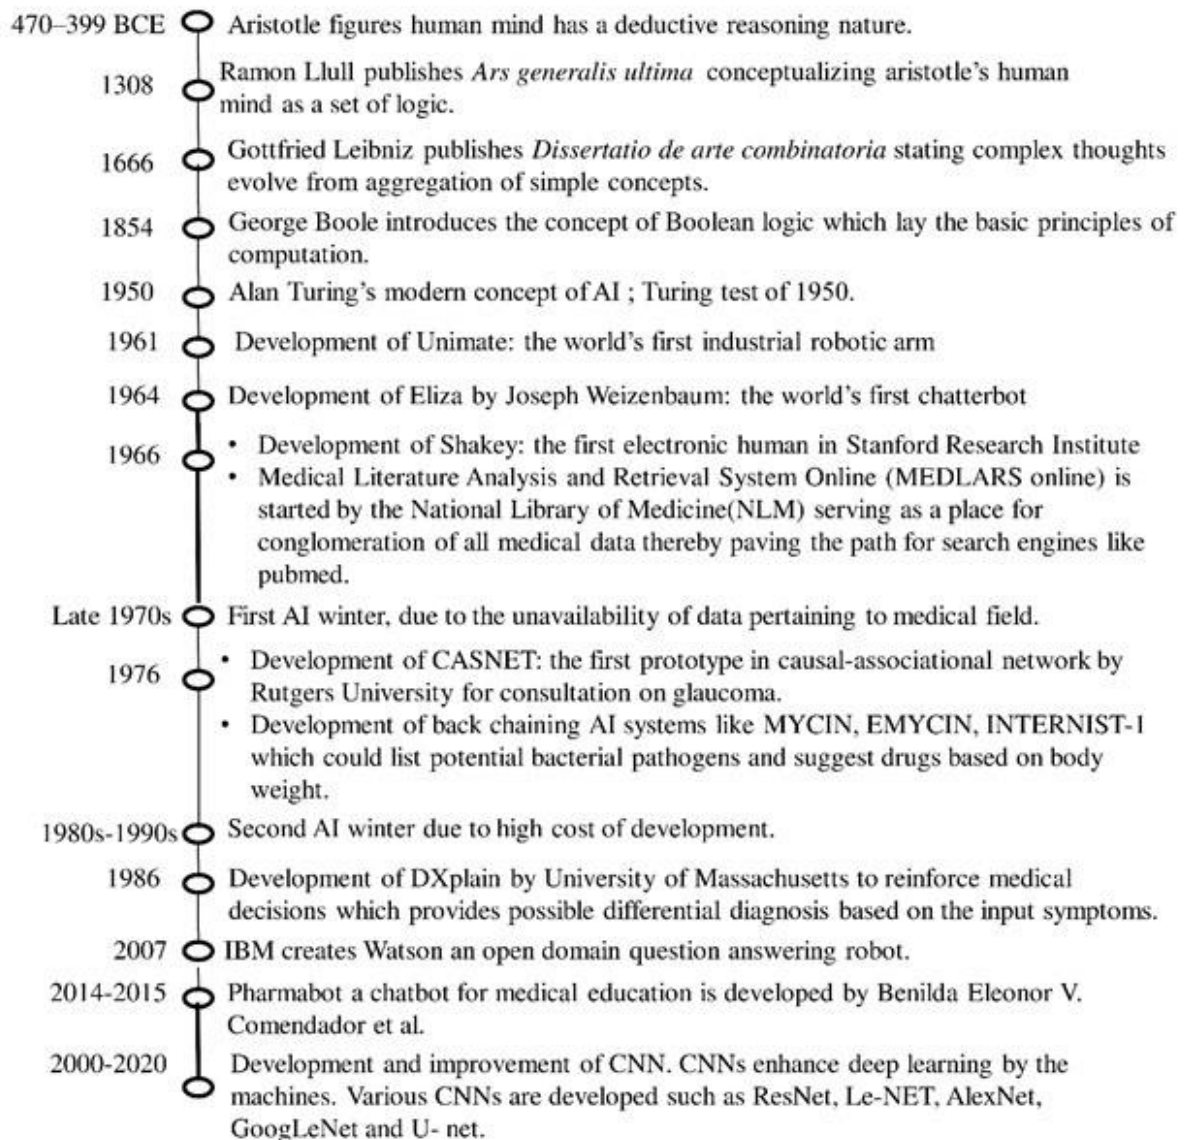 470–399 BCE Aristotle figures human mind has a deductive reasoning nature.
1308 Ramon Llull publishes Ars generalis ultima conceptualizing aristotle's human
mind as a set of logic.
1666 Gottfried Leibniz publishes Dissertatio de arte combinatoria stating complex thoughts
evolve from aggregation of simple concepts.
1854 George Boole introduces the concept of Boolean logic which lay the basic principles of
computation.
1950 Alan Turing's modern concept of AI ; Turing test of 1950.
1961 Development of Unimate: the world's first industrial robotic arm
1964 Development of Eliza by Joseph Weizenbaum: the world's first chatterbot
1966 • Development of Shakey: the first electronic human in Stanford Research Institute
• Medical Literature Analysis and Retrieval System Online (MEDLARS online) is
started by the National Library of Medicine(NLM) serving as a place for
conglomeration of all medical data thereby paving the path for search engines like
pubmed.
Late 1970s First AI winter, due to the unavailability of data pertaining to medical field.
1976 • Development of CASNET: the first prototype in causal-associational network by
Rutgers University for consultation on glaucoma.
• Development of back chaining AI systems like MYCIN, EMYCIN, INTERNIST-1
which could list potential bacterial pathogens and suggest drugs based on body
weight.
1980s-1990s Second AI winter due to high cost of development.
1986 Development of DXplain by University of Massachusetts to reinforce medical
decisions which provides possible differential diagnosis based on the input symptoms.
2007 IBM creates Watson an open domain question answering robot.
2014-2015 Pharmabot a chatbot for medical education is developed by Benilda Eleonor V.
Comendador et al.
2000-2020 Development and improvement of CNN. CNNs enhance deep learning by the
machines. Various CNNs are developed such as ResNet, Le-NET, AlexNet,
GoogLeNet and U- net.